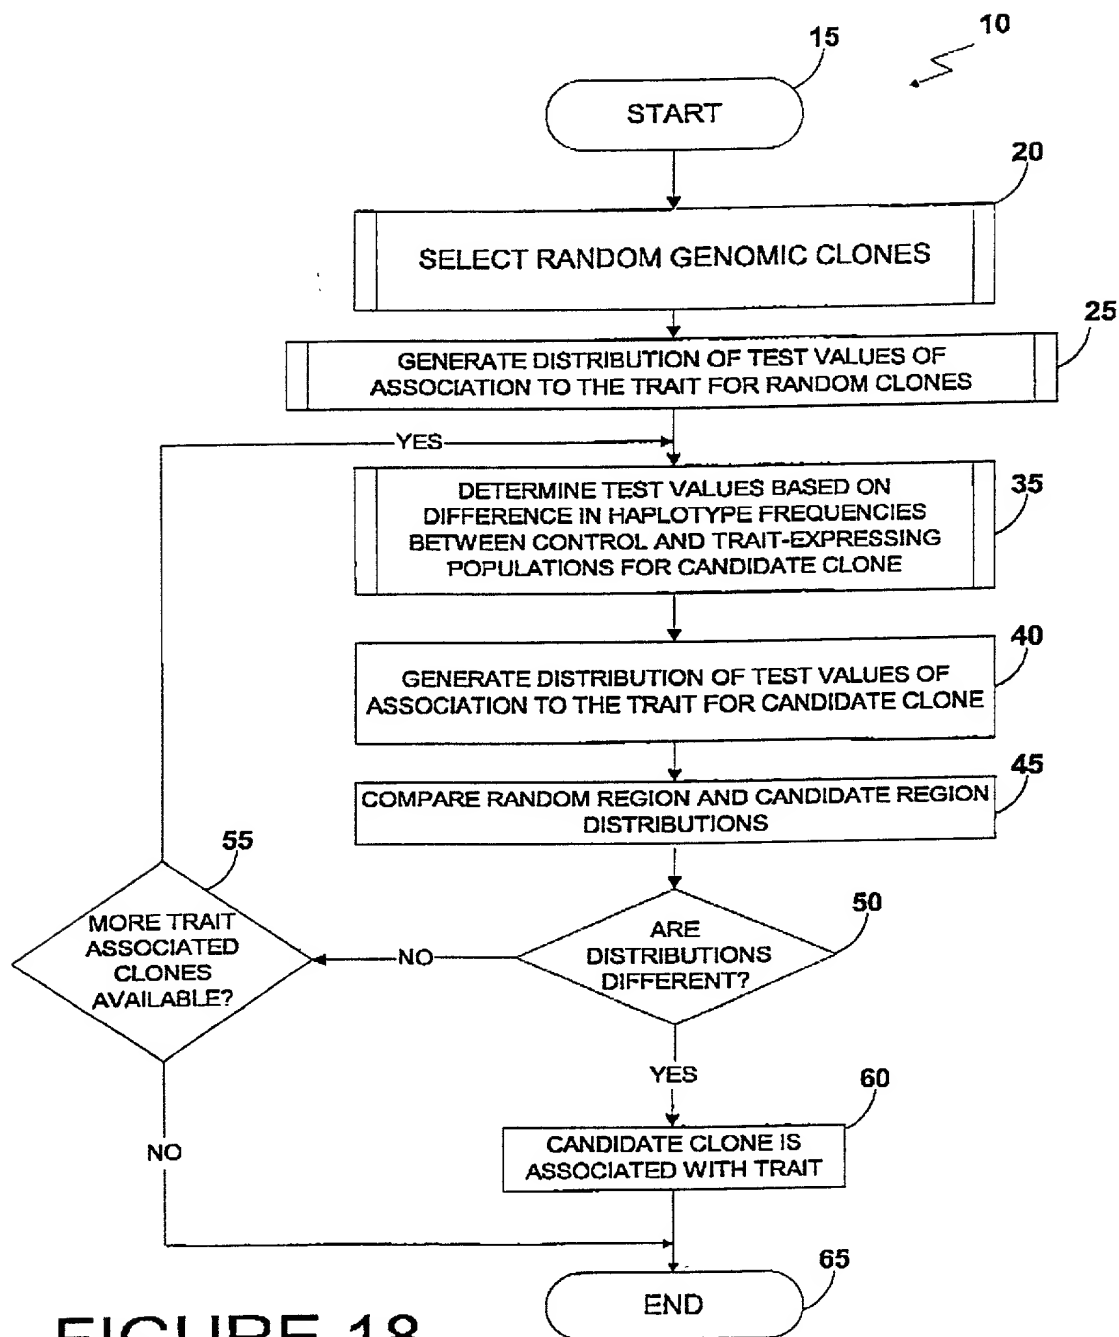 10
15
START
20
SELECT RANDOM GENOMIC CLONES
25
GENERATE DISTRIBUTION OF TEST VALUES OF
ASSOCIATION TO THE TRAIT FOR RANDOM CLONES
YES
35
DETERMINE TEST VALUES BASED ON
DIFFERENCE IN HAPLOTYPE FREQUENCIES
BETWEEN CONTROL AND TRAIT-EXPRESSING
POPULATIONS FOR CANDIDATE CLONE
40
GENERATE DISTRIBUTION OF TEST VALUES OF
ASSOCIATION TO THE TRAIT FOR CANDIDATE CLONE
45
COMPARE RANDOM REGION AND CANDIDATE REGION
DISTRIBUTIONS
50
ARE
DISTRIBUTIONS
DIFFERENT?
NO
55
MORE TRAIT
ASSOCIATED
CLONES
AVAILABLE?
YES
60
CANDIDATE CLONE IS
ASSOCIATED WITH TRAIT
NO
65
END
FIGURE 18